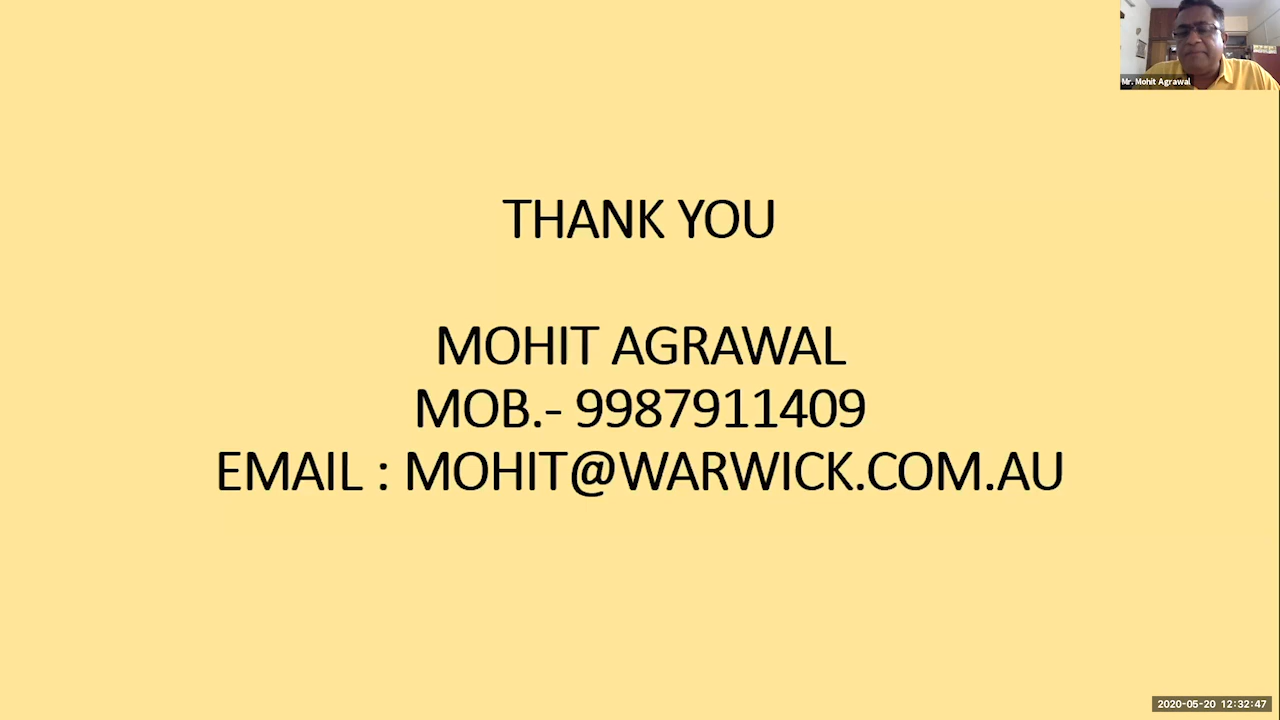 Mr. Mohit Agrawal
THANK YOU
MOHIT AGRAWAL
MOB.- 9987911409
EMAIL : MOHIT@WARWICK.COM.AU
2020-05-20 12:32:47